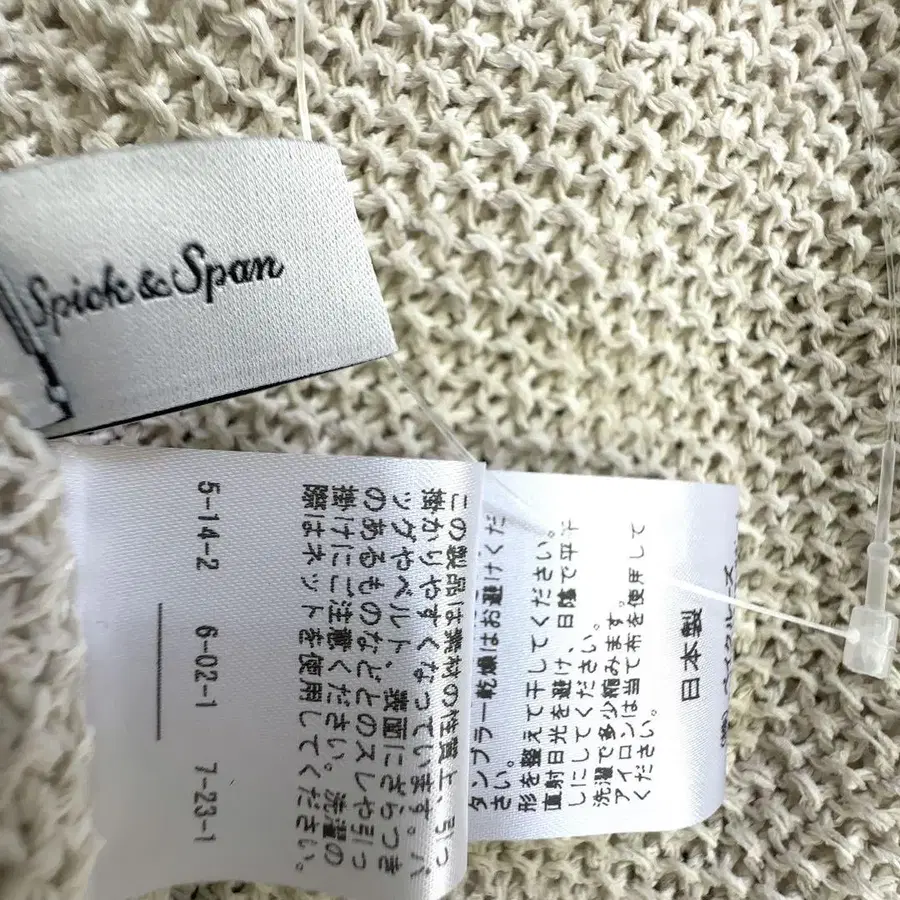 Spick & Span
この製品は素材の性質上、引っ
掛かりやすくなっています。バ
ッグやベルト、表面にざらつき
のあるものなどとのスレや引っ
掛けにご注意ください。洗濯の
際はネットを使用してください。
5-14-2 6-02-1 7-23-1
日本製
アイロンは当て布を使用して
ください。
洗濯で多少縮みます。
直射日光を避け、日陰で平干
しにしてください。
形を整えて干してください。
タンブラー乾燥はお避けくだ
さい。